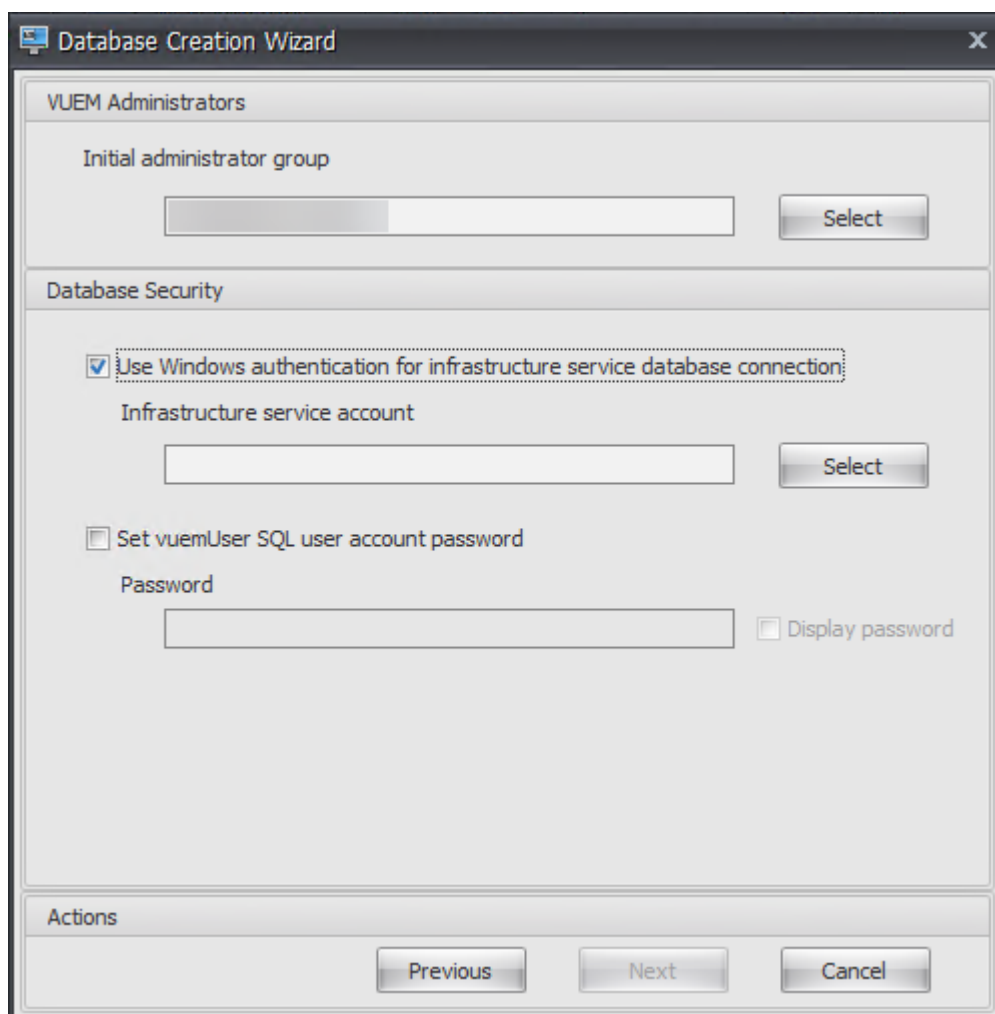 Database Creation Wizard
VUEM Administrators
Initial administrator group
Select
Database Security
Use Windows authentication for infrastructure service database connection
Infrastructure service account
Select
Set vuemUser SQL user account password
Password
Display password
Actions
Previous Next Cancel